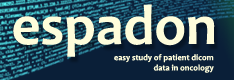 espadon
easy study of patient dicom
data in oncology